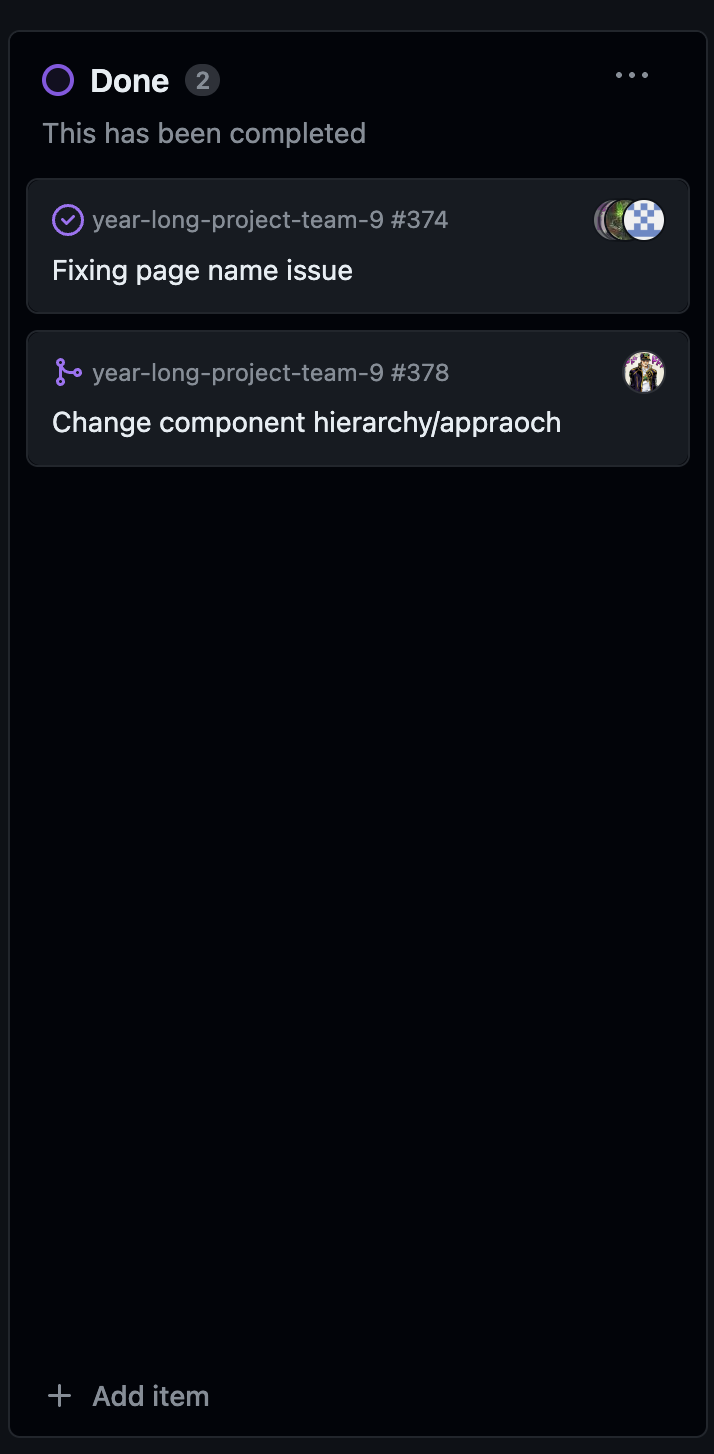 Done 2
This has been completed
year-long-project-team-9 #374
Fixing page name issue
year-long-project-team-9 #378
Change component hierarchy/appraoch
Add item